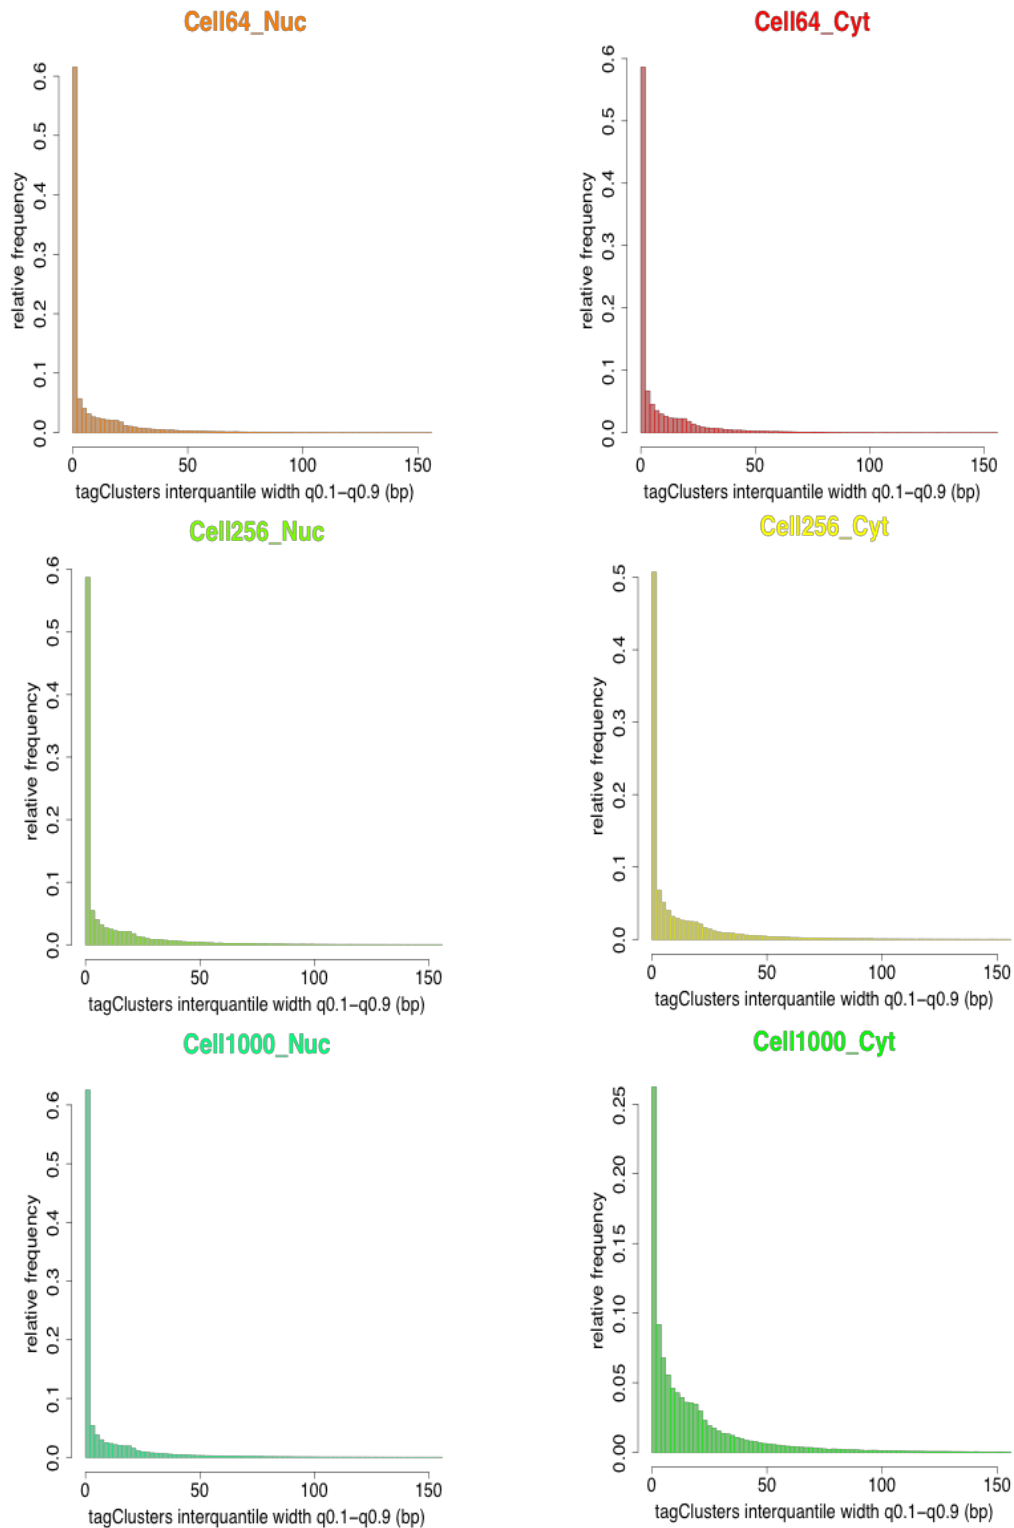 Cell64_Nuc
relative frequency
0.0 0.1 0.2 0.3 0.4 0.5 0.6
0 50 100 150
tagClusters interquantile width q0.1−q0.9 (bp)
Cell64_Cyt
relative frequency
0.0 0.1 0.2 0.3 0.4 0.5 0.6
0 50 100 150
tagClusters interquantile width q0.1−q0.9 (bp)
Cell256_Nuc
relative frequency
0.0 0.1 0.2 0.3 0.4 0.5 0.6
0 50 100 150
tagClusters interquantile width q0.1−q0.9 (bp)
Cell256_Cyt
relative frequency
0.0 0.1 0.2 0.3 0.4 0.5
0 50 100 150
tagClusters interquantile width q0.1−q0.9 (bp)
Cell1000_Nuc
relative frequency
0.0 0.1 0.2 0.3 0.4 0.5 0.6
0 50 100 150
tagClusters interquantile width q0.1−q0.9 (bp)
Cell1000_Cyt
relative frequency
0.00 0.05 0.10 0.15 0.20 0.25
0 50 100 150
tagClusters interquantile width q0.1−q0.9 (bp)